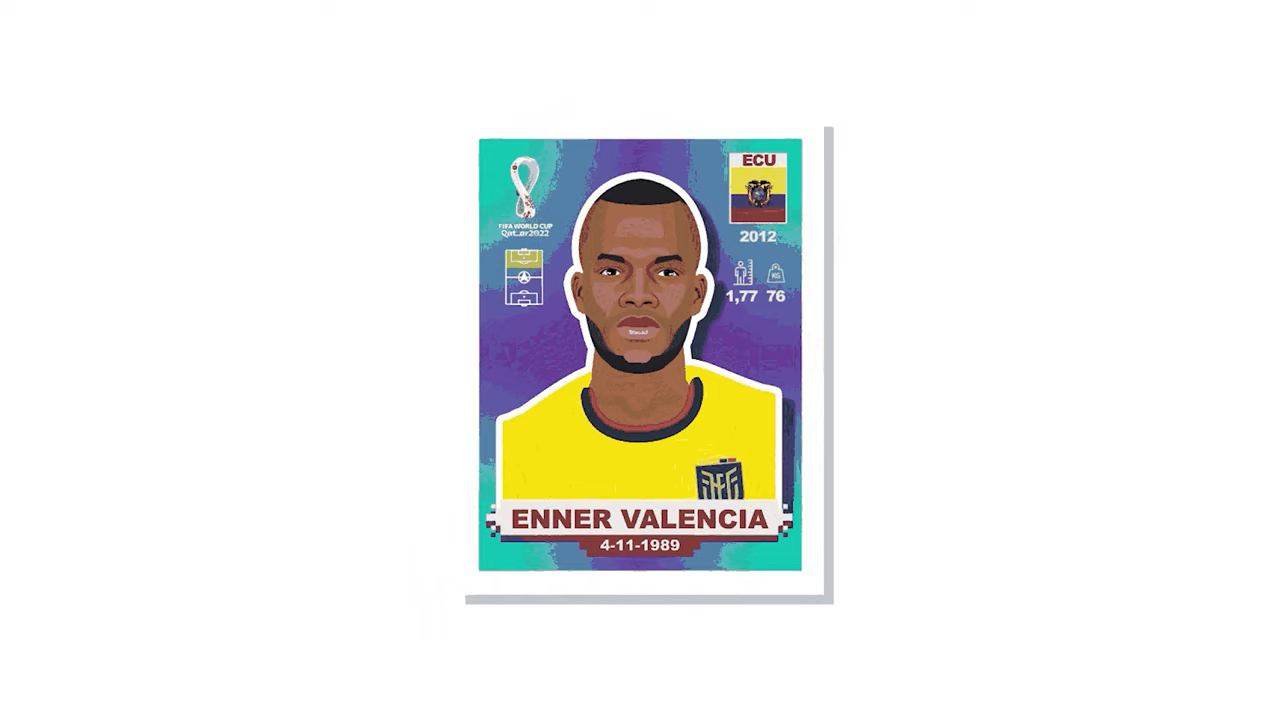 FIFA WORLD CUP
Qatar2022
ECU
2012
KG
1,77 76
ENNER VALENCIA
4-11-1989